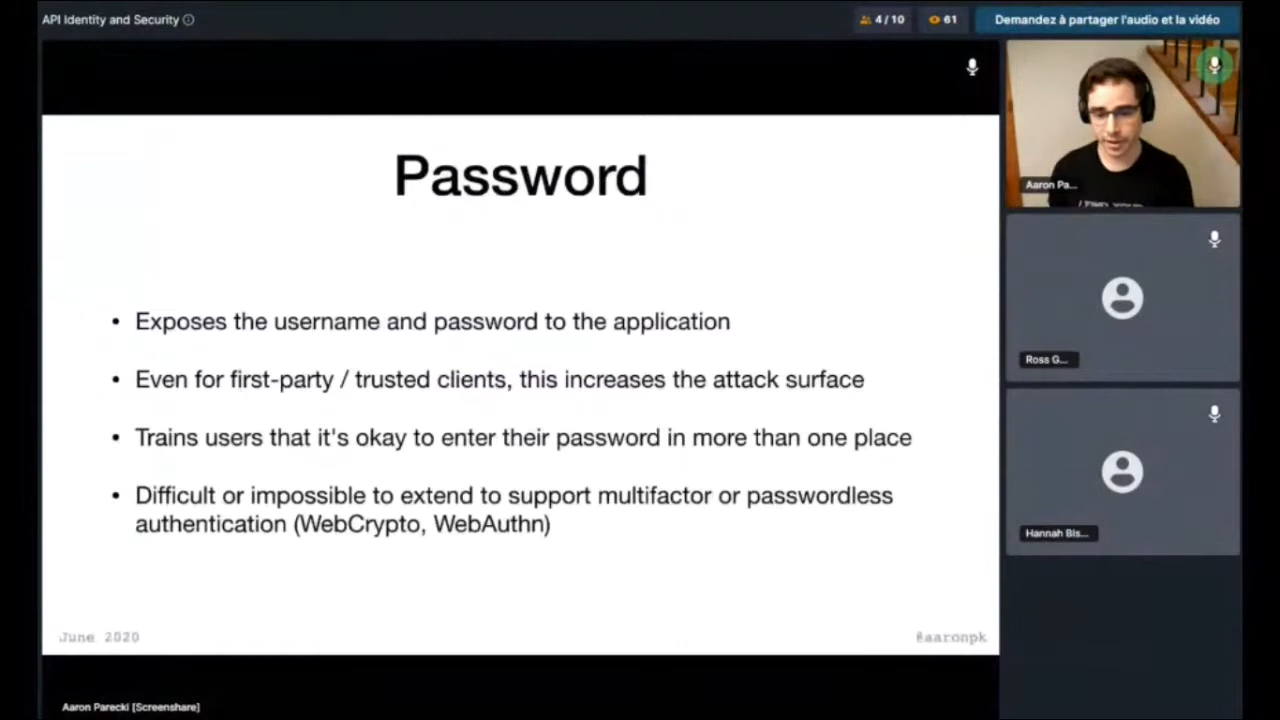 API Identity and Security
4 / 10
61
Demandez à partager l'audio et la vidéo
Password
• Exposes the username and password to the application
• Even for first-party / trusted clients, this increases the attack surface
• Trains users that it's okay to enter their password in more than one place
• Difficult or impossible to extend to support multifactor or passwordless
authentication (WebCrypto, WebAuthn)
June 2020
@aaronpk
Aaron Parecki [Screenshare]
Aaron Pa...
Ross G...
Hannah Bis...